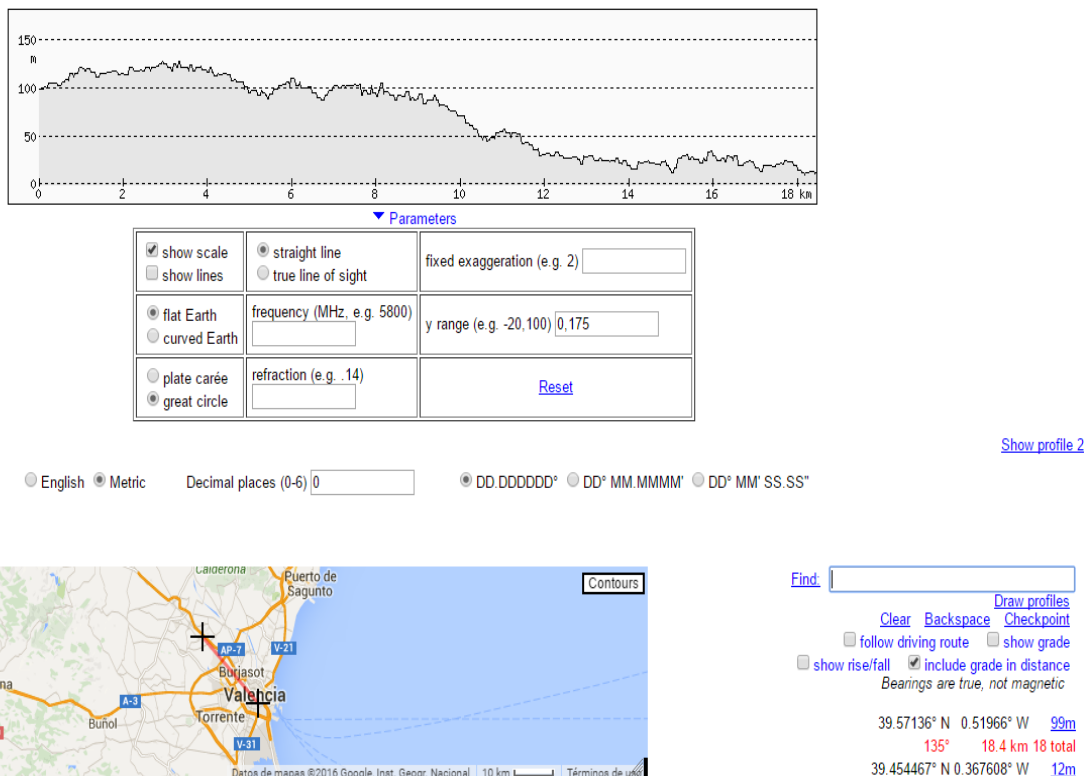 150
m
100
50
0
0 2 4 6 8 10 12 14 16 18 km
Parameters
show scale
show lines
straight line
true line of sight
fixed exaggeration (e.g. 2)
flat Earth
curved Earth
frequency (MHz, e.g. 5800)
y range (e.g. -20,100) 0,175
plate carée
great circle
refraction (e.g. .14)
Reset
Show profile 2
English Metric Decimal places (0-6) 0 DD.DDDDDD° DD° MM.MMMM' DD° MM' SS.SS"
Calderona
Puerto de
Sagunto
Contours
AP-7
V-21
Burjasot
Valencia
A-3
Buñol
Torrente
V-31
Datos de mapas ©2016 Google, Inst. Geogr. Nacional 10 km Términos de uso
Find:
Draw profiles
Clear Backspace Checkpoint
follow driving route show grade
show rise/fall include grade in distance
Bearings are true, not magnetic
39.57136° N 0.51966° W 99m
135° 18.4 km 18 total
39.454467° N 0.367608° W 12m